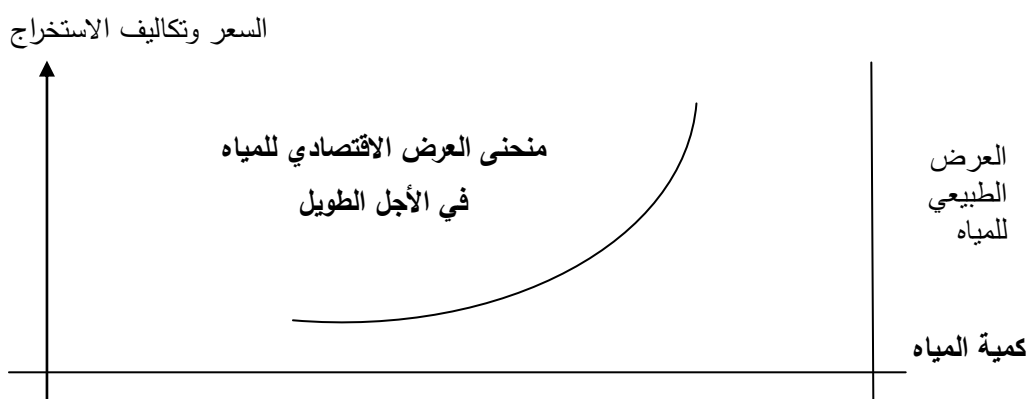 السعر وتكاليف الاستخراج
منحنى العرض الاقتصادي للمياه
في الأجل الطويل
العرض
الطبيعي
للمياه
كمية المياه